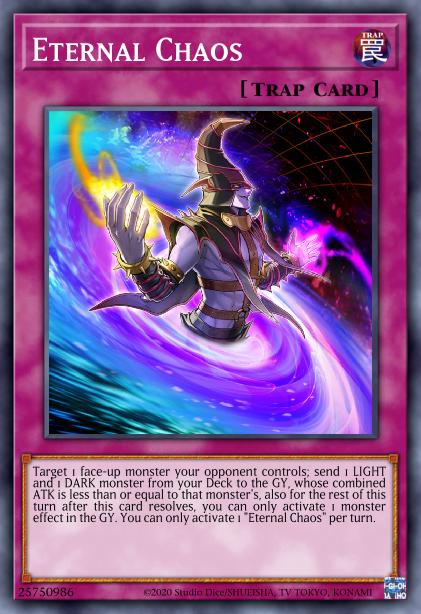 Eternal Chaos
TRAP
罠
[Trap Card]
Target 1 face-up monster your opponent controls; send 1 LIGHT
and 1 DARK monster from your Deck to the GY, whose combined
ATK is less than or equal to that monster's, also for the rest of this
turn after this card resolves, you can only activate 1 monster
effect in the GY. You can only activate 1 "Eternal Chaos" per turn.
25750986
©2020 Studio Dice/SHUEISHA, TV TOKYO, KONAMI